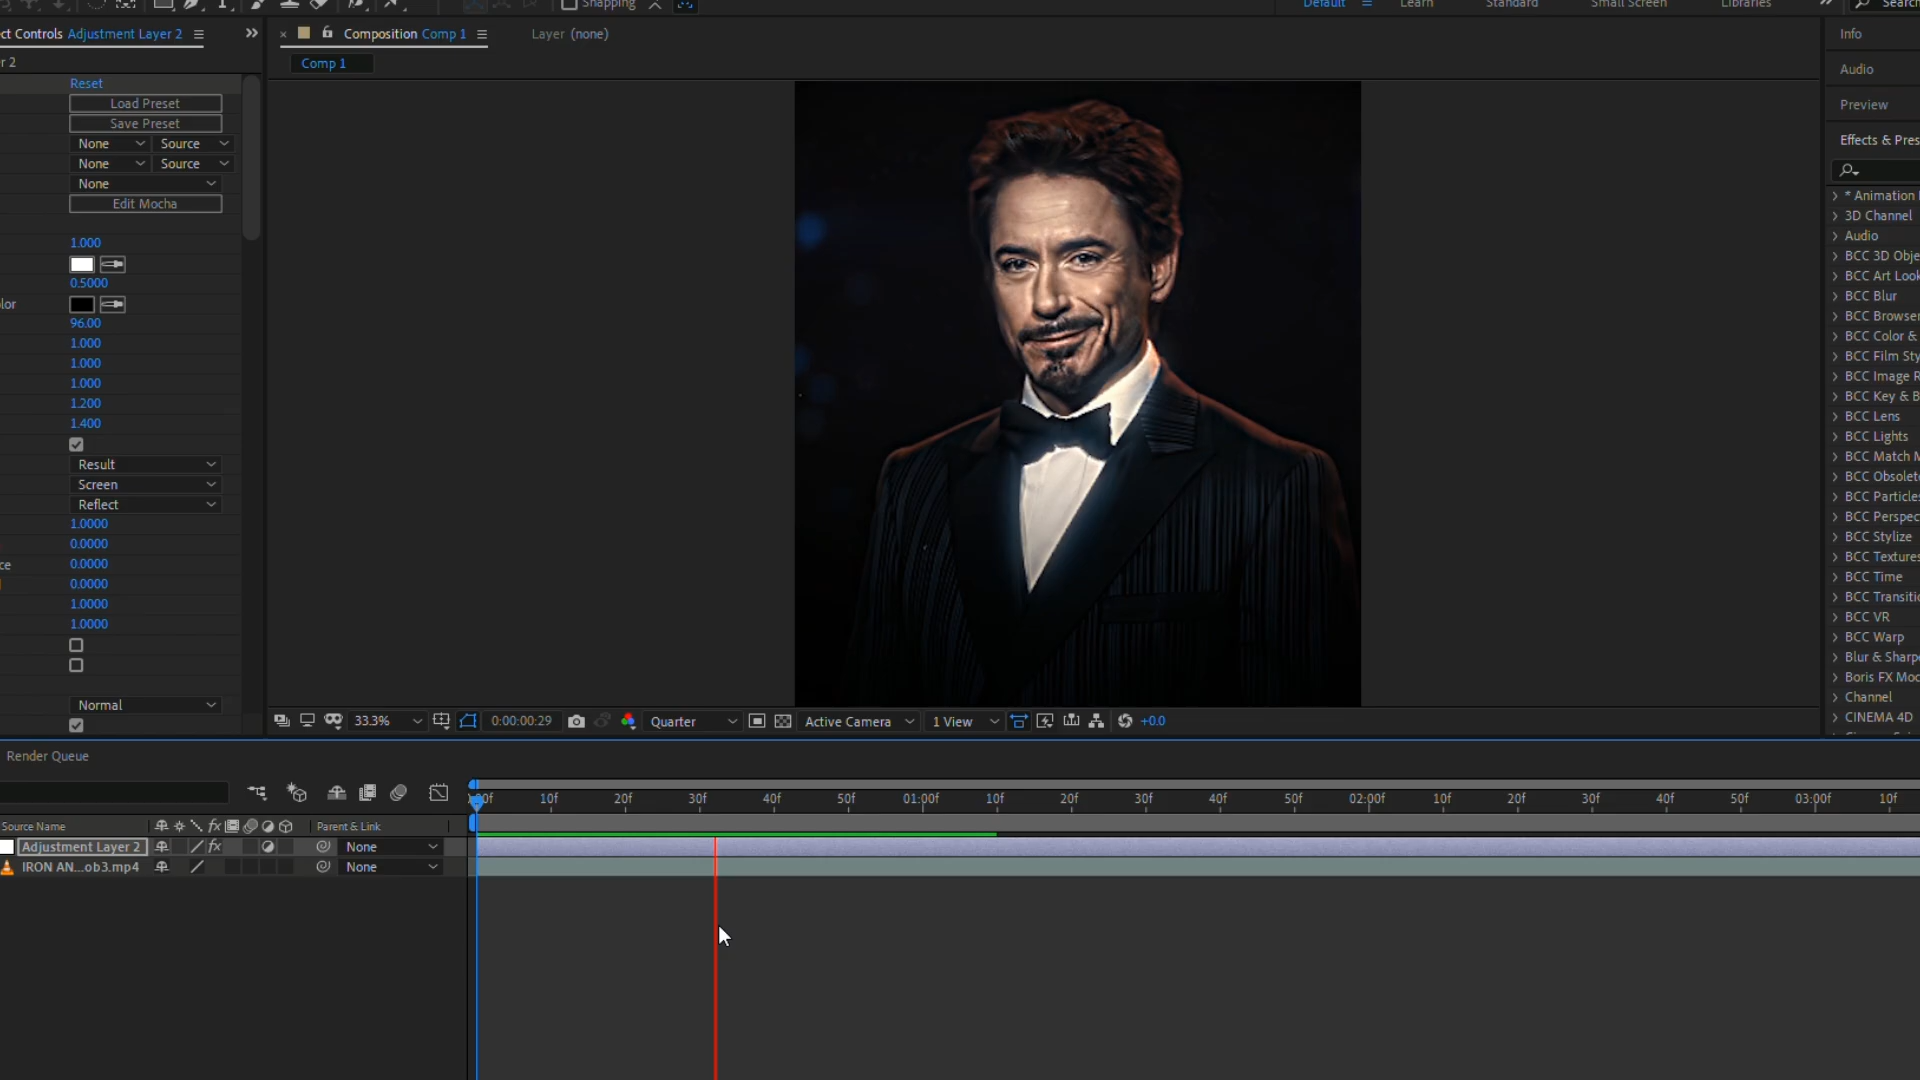 Snapping
Default
Learn
Standard
Small Screen
Libraries
Search
ct Controls Adjustment Layer 2
Composition Comp 1
Layer (none)
Info
r 2
Comp 1
Audio
Reset
Load Preset
Preview
Save Preset
None Source
Effects & Pres
None Source
None
Edit Mocha
* Animation
3D Channel
1.000
Audio
BCC 3D Obje
0.5000
BCC Art Look
lor
BCC Blur
96.00
BCC Browser
1.000
BCC Color &
1.000
BCC Film Sty
1.000
BCC Image R
1.200
BCC Key & B
1.400
BCC Lens
BCC Lights
Result
BCC Match M
Screen
BCC Obsolete
Reflect
BCC Particles
1.0000
BCC Perspec
0.0000
BCC Stylize
ce 0.0000
BCC Textures
0.0000
BCC Time
1.0000
BCC Transitio
1.0000
BCC VR
BCC Warp
Blur & Sharpe
Boris FX Moc
Channel
Normal
CINEMA 4D
33.3%
0:00:00:29
Quarter
Active Camera
1 View
+0.0
Render Queue
00f 10f 20f 30f 40f 50f 01:00f 10f 20f 30f 40f 50f 02:00f 10f 20f 30f 40f 50f 03:00f 10f
Source Name
fx
Parent & Link
Adjustment Layer 2
fx
None
IRON AN...ob3.mp4
None